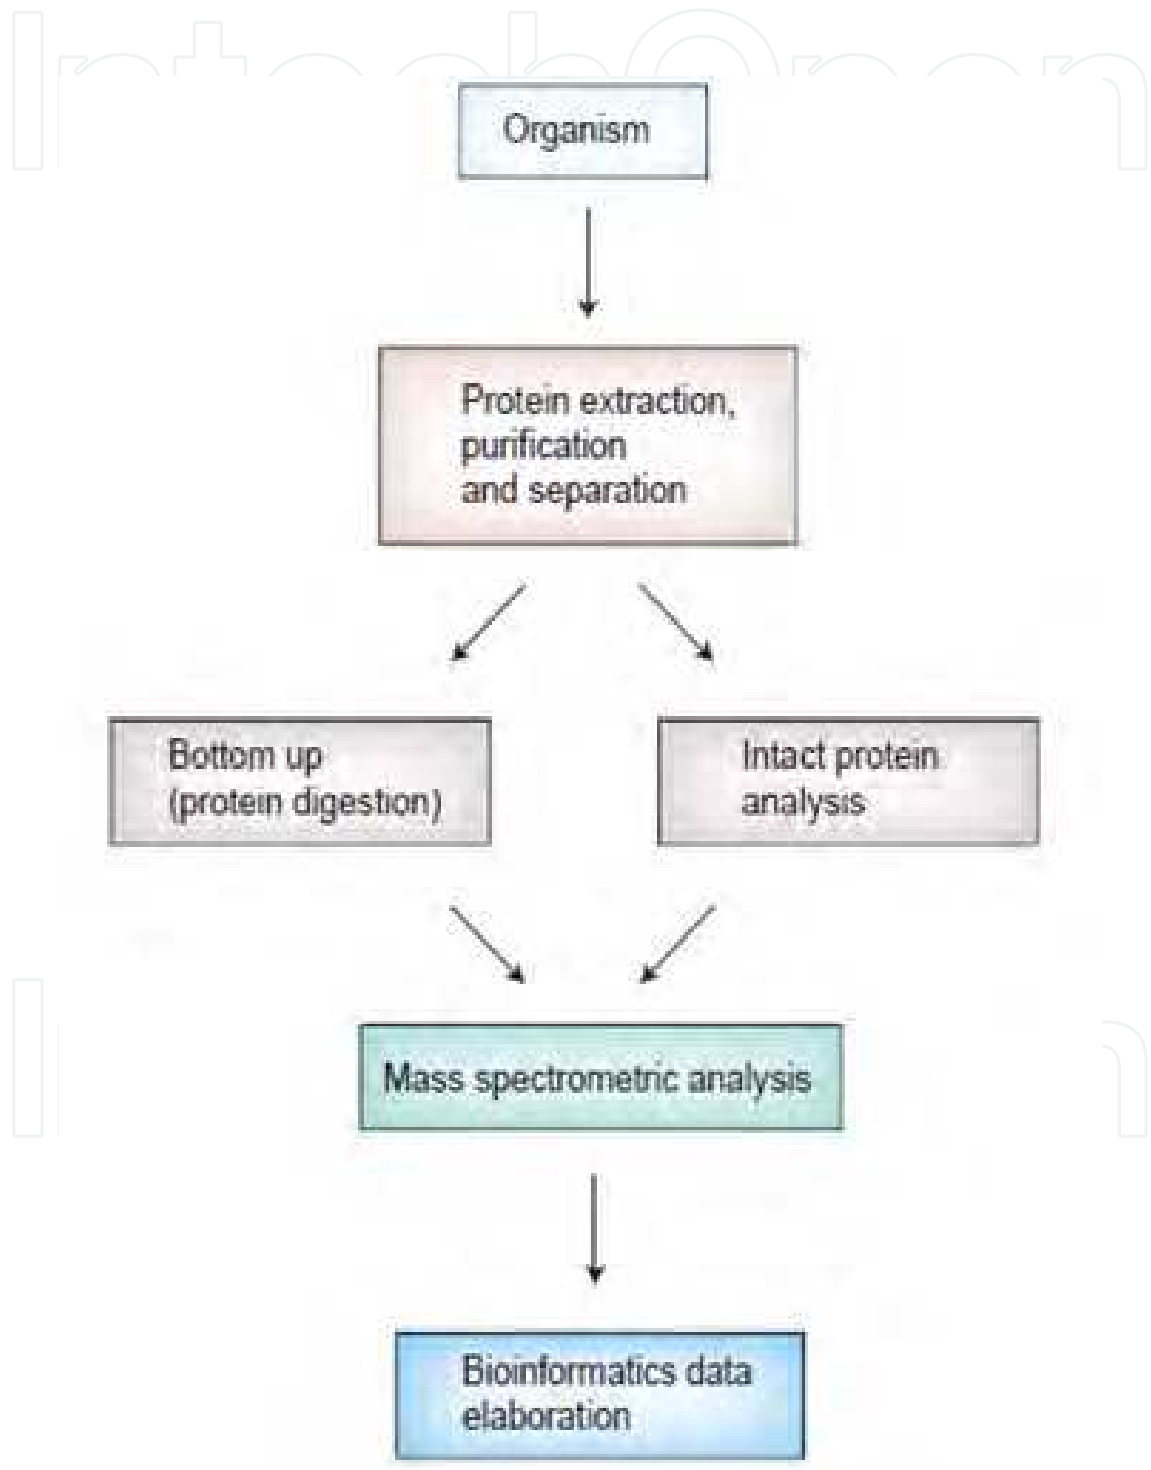 IntechOpen
Organism
Protein extraction,
purification
and separation
Bottom up
(protein digestion)
Intact protein
analysis
Mass spectrometric analysis
Bioinformatics data
elaboration